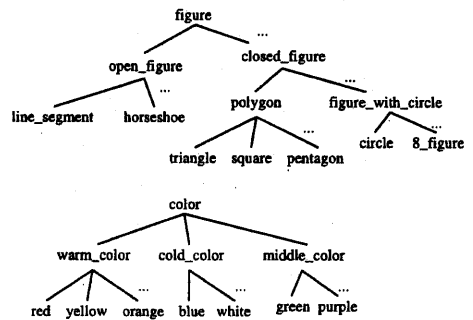 figure
...
open_figure closed_figure
... ...
line_segment horseshoe polygon figure_with_circle
... ...
triangle square pentagon circle 8_figure
color
warm_color cold_color middle_color
... ... ...
red yellow orange blue white green purple